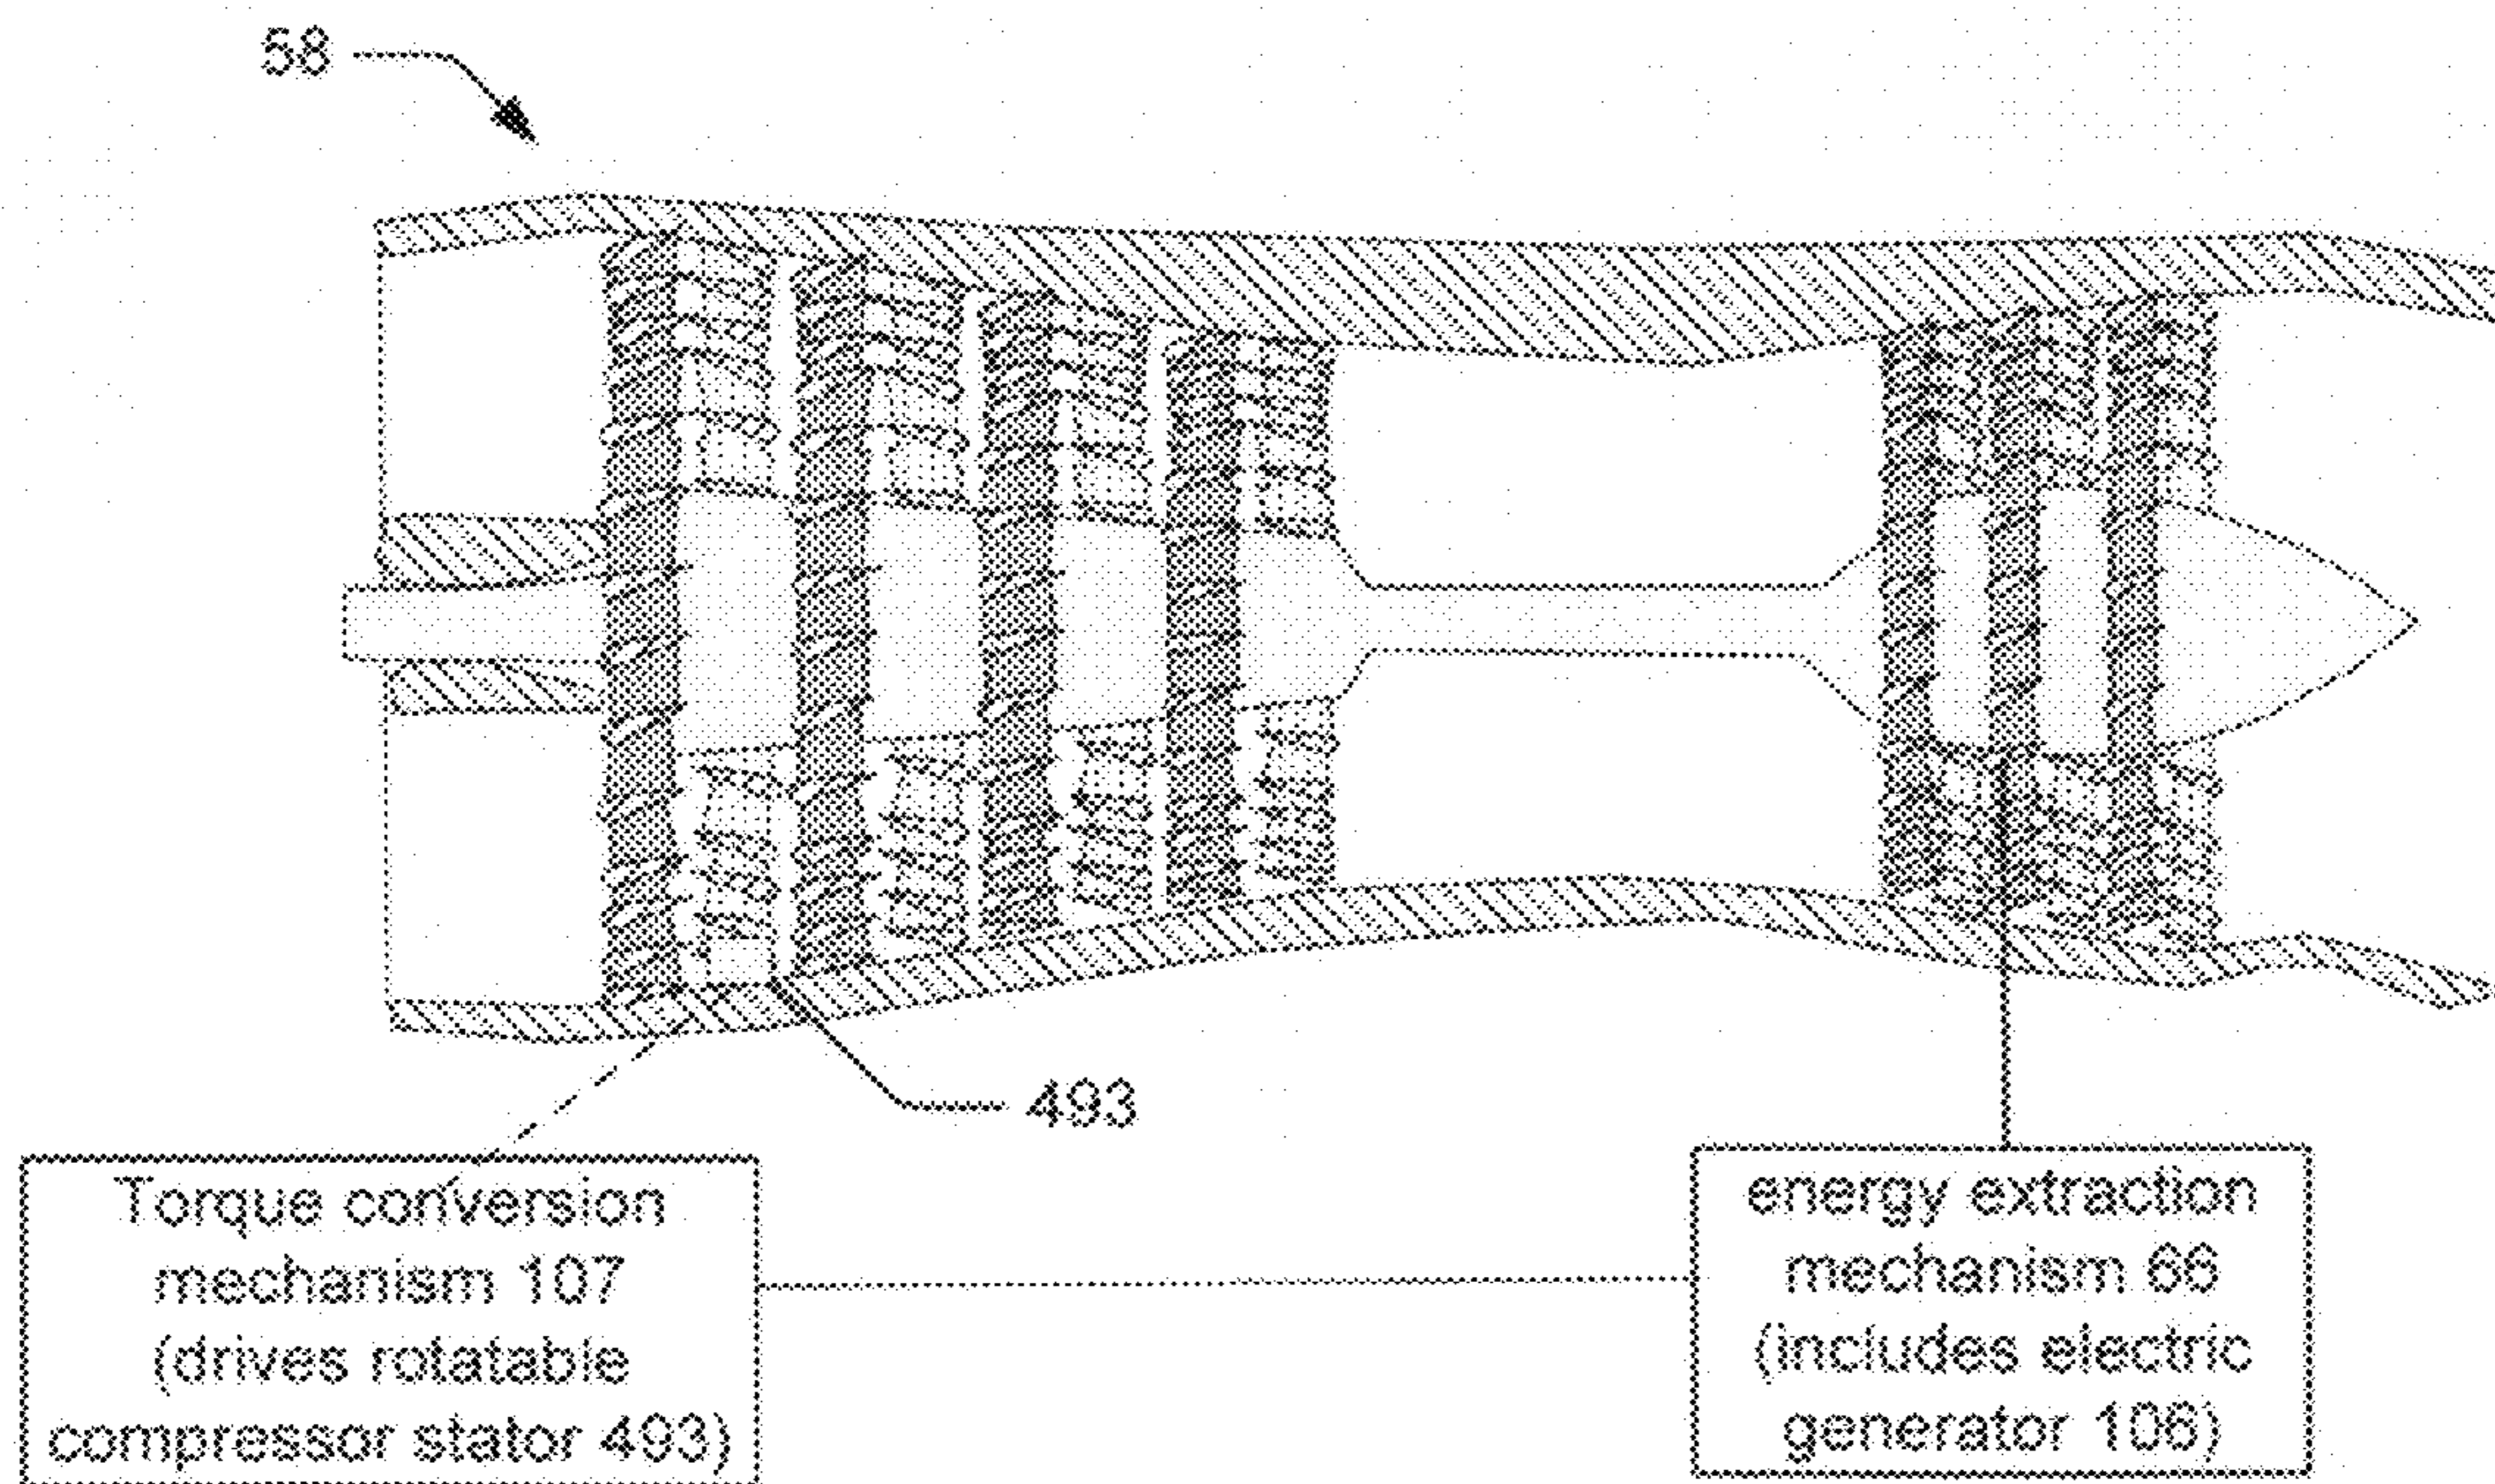 58
493
Torque conversion
mechanism 107
(drives rotatable
compressor stator 493)
energy extraction
mechanism 66
(includes electric
generator 106)